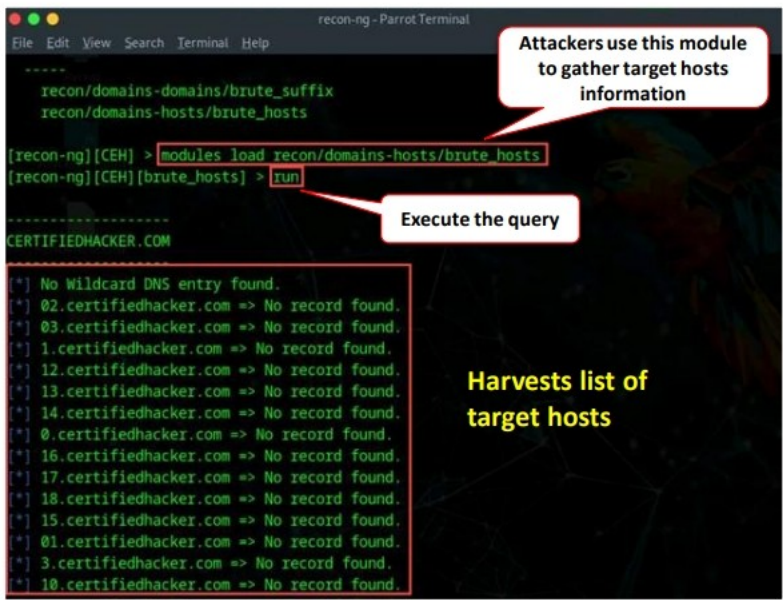 recon-ng - Parrot Terminal
File Edit View Search Terminal Help
Attackers use this module
to gather target hosts
information
-----
recon/domains-domains/brute_suffix
recon/domains-hosts/brute_hosts
[recon-ng][CEH] > modules load recon/domains-hosts/brute_hosts
[recon-ng][CEH][brute_hosts] > run
Execute the query
-------------------
CERTIFIEDHACKER.COM
-------------------
[*] No Wildcard DNS entry found.
[*] 02.certifiedhacker.com => No record found.
[*] 03.certifiedhacker.com => No record found.
[*] 1.certifiedhacker.com => No record found.
[*] 12.certifiedhacker.com => No record found.
[*] 13.certifiedhacker.com => No record found.
[*] 14.certifiedhacker.com => No record found.
[*] 0.certifiedhacker.com => No record found.
[*] 16.certifiedhacker.com => No record found.
[*] 17.certifiedhacker.com => No record found.
[*] 18.certifiedhacker.com => No record found.
[*] 15.certifiedhacker.com => No record found.
[*] 01.certifiedhacker.com => No record found.
[*] 3.certifiedhacker.com => No record found.
[*] 10.certifiedhacker.com => No record found.
Harvests list of
target hosts